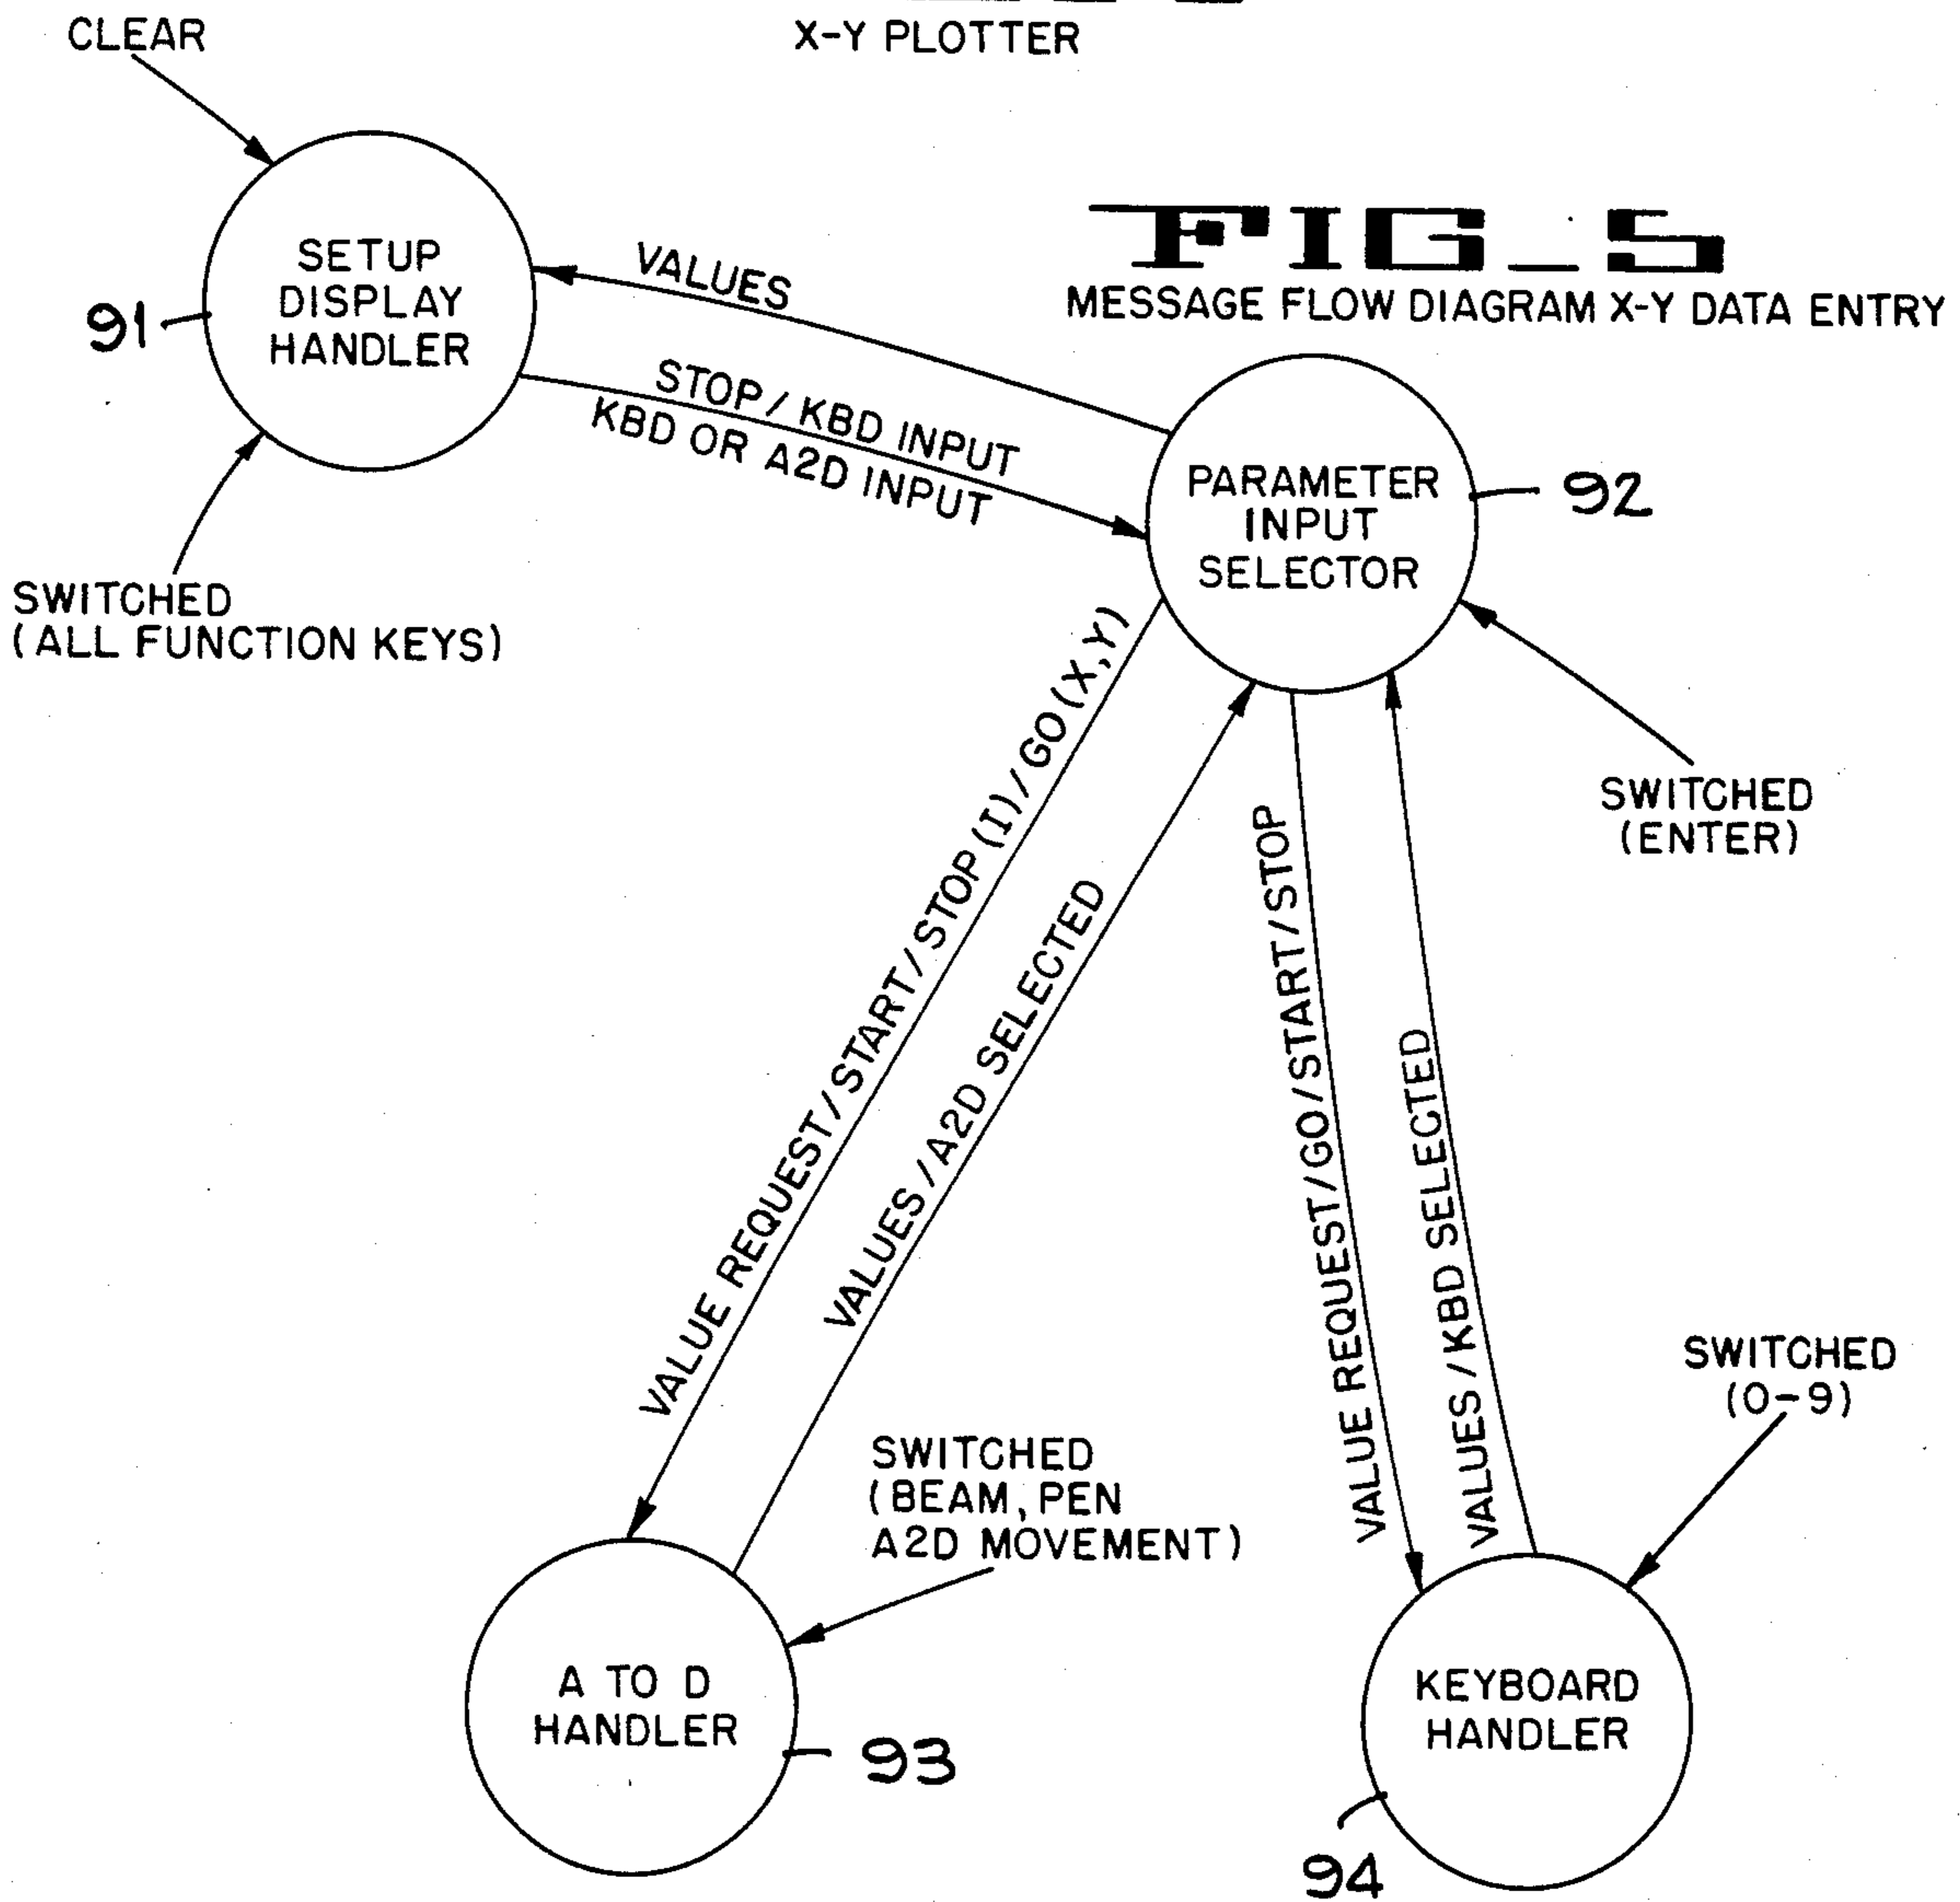 CLEAR
X-Y PLOTTER
FIG_5
MESSAGE FLOW DIAGRAM X-Y DATA ENTRY
SETUP
DISPLAY
HANDLER
91
VALUES
STOP/KBD INPUT
KBD OR A2D INPUT
SWITCHED
(ALL FUNCTION KEYS)
PARAMETER
INPUT
SELECTOR
92
SWITCHED
(ENTER)
VALUE REQUEST/START/STOP(I)/GO(X,Y)
VALUES/A2D SELECTED
VALUE REQUEST/GO/START/STOP
VALUES/KBD SELECTED
SWITCHED
(BEAM, PEN
A2D MOVEMENT)
SWITCHED
(0-9)
A TO D
HANDLER
93
KEYBOARD
HANDLER
94